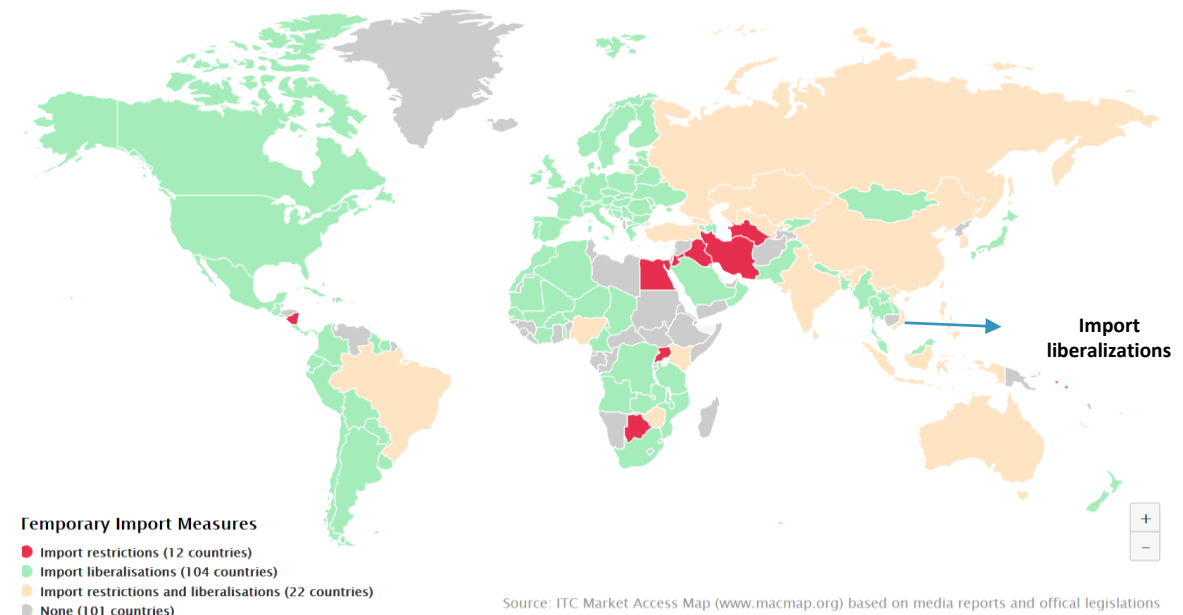 Import
liberalizations
Temporary Import Measures
Import restrictions (12 countries)
Import liberalisations (104 countries)
Import restrictions and liberalisations (22 countries)
None (101 countries)
+
−
Source: ITC Market Access Map (www.macmap.org) based on media reports and offical legislations